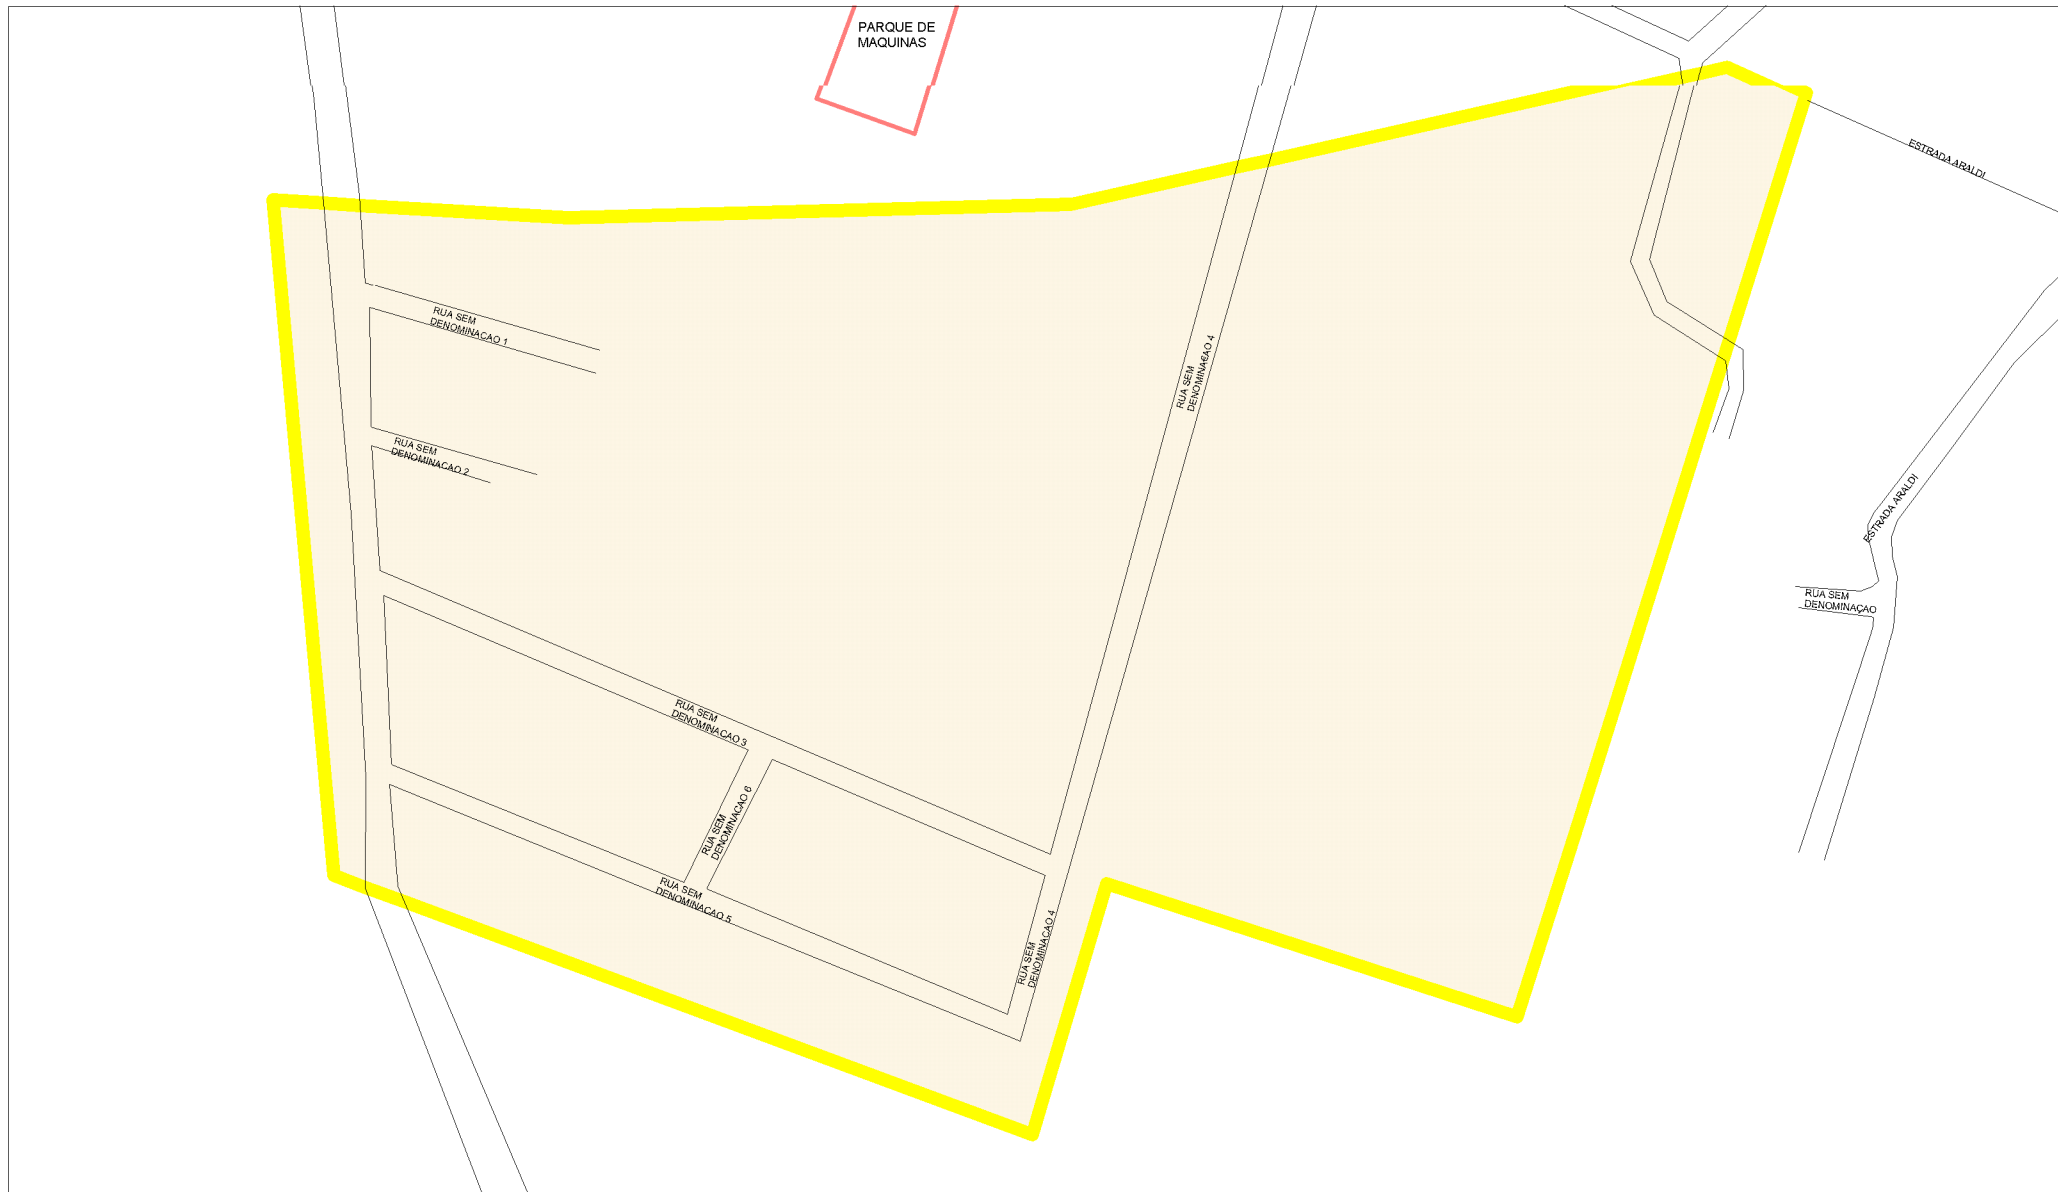 PARQUE DE
MAQUINAS
ESTRADA ARALDI
RUA SEM
DENOMINACAO 1
RUA SEM
DENOMINACAO 4
RUA SEM
DENOMINACAO 2
ESTRADA ARALDI
RUA SEM
DENOMINAÇAO
RUA SEM
DENOMINACAO 3
RUA SEM
DENOMINACAO 6
RUA SEM
DENOMINACAO 5
RUA SEM
DENOMINACAO 4